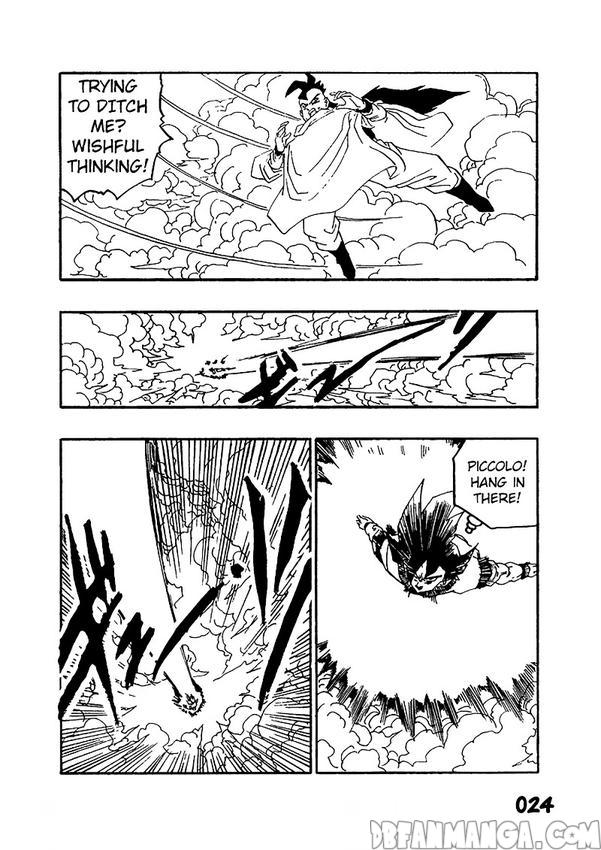 TRYING
TO DITCH
ME?
WISHFUL
THINKING!
PICCOLO!
HANG IN
THERE!
024
DBFANMANGA.COM